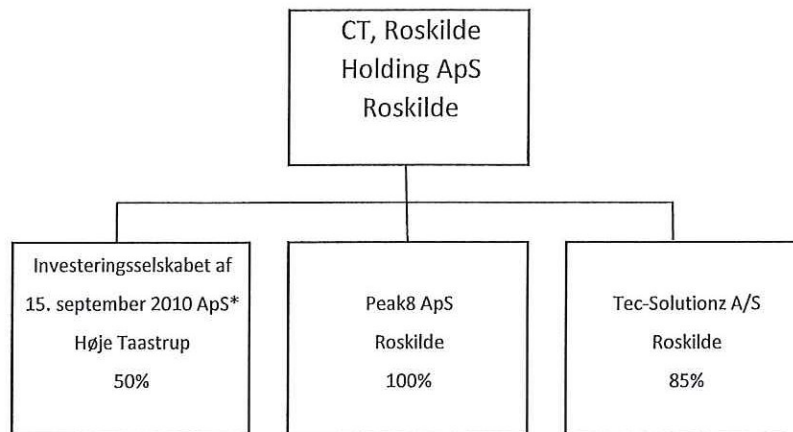 CT, Roskilde
Holding ApS
Roskilde
Investeringsselskabet af
15. september 2010 ApS*
Høje Taastrup
50%
Peak8 ApS
Roskilde
100%
Tec-Solutionz A/S
Roskilde
85%